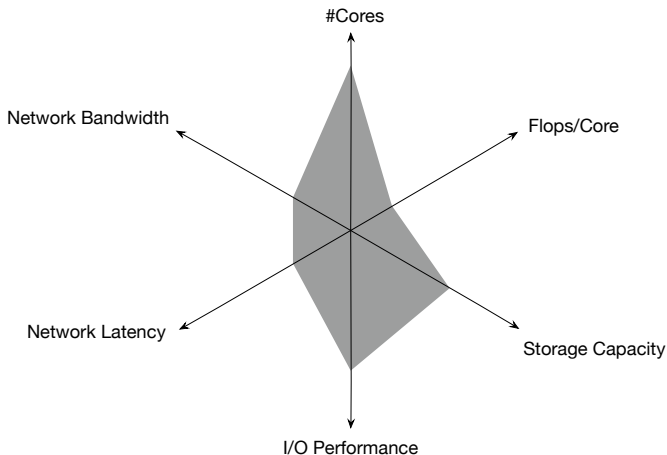 #Cores
Network Bandwidth
Flops/Core
Network Latency
Storage Capacity
I/O Performance